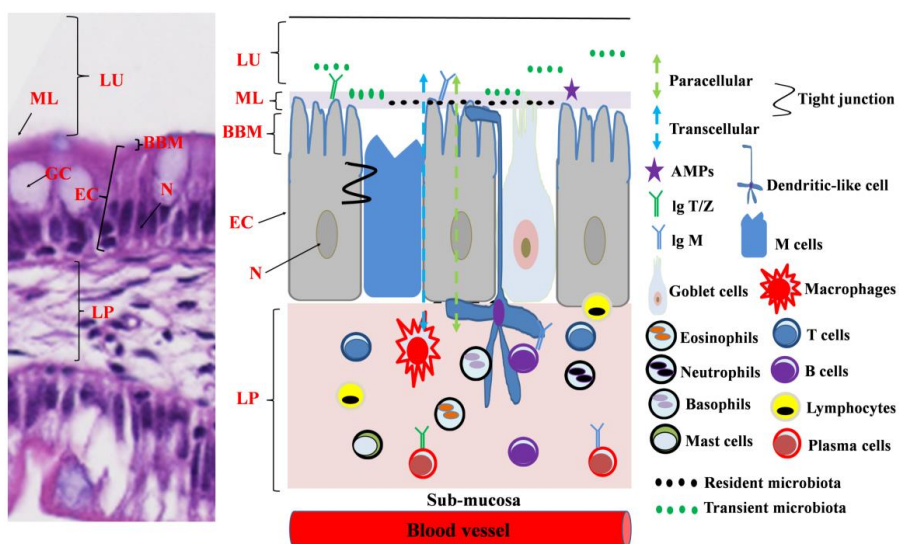 LU
ML
BBM
GC
EC
N
LP
LU
ML
BBM
EC
N
LP
Sub-mucosa
Blood vessel
Paracellular
Tight junction
Transcellular
AMPs
Dendritic-like cell
lg T/Z
lg M
M cells
Goblet cells
Macrophages
Eosinophils
T cells
Neutrophils
B cells
Basophils
Lymphocytes
Mast cells
Plasma cells
Resident microbiota
Transient microbiota